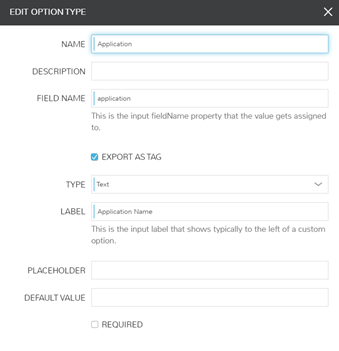 EDIT OPTION TYPE
NAME Application
DESCRIPTION
FIELD NAME application
This is the input fieldName property that the value gets assigned
to.
EXPORT AS TAG
TYPE Text
LABEL Application Name
This is the input label that shows typically to the left of a custom
option.
PLACEHOLDER
DEFAULT VALUE
REQUIRED